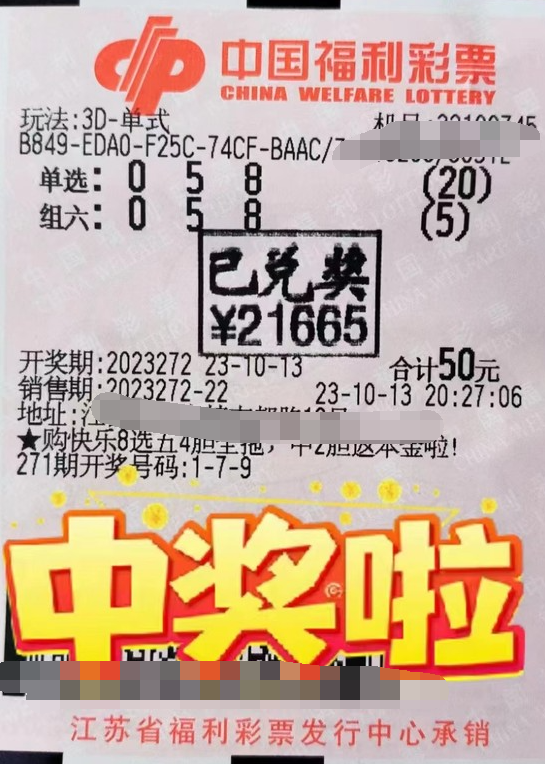 中国福利彩票
CHINA WELFARE LOTTERY
玩法:3D-单式
B849-EDA0-F25C-74CF-BAAC/
单选: 0 5 8 (20)
组六: 0 5 8 (5)
已兑奖
¥21665
开奖期:2023272 23-10-13 合计50元
销售期:2023272-22 23-10-13 20:27:06
地址:江
★购快乐8选五4胆全拖, 中2胆返本金啦!
271期开奖号码:1-7-9
中奖啦
江苏省福利彩票发行中心承销